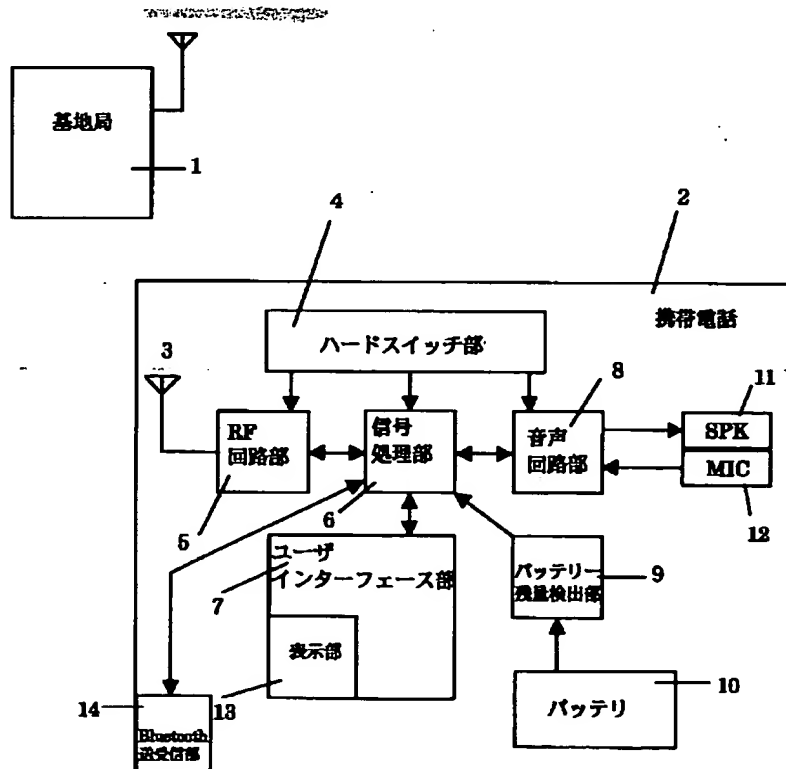 基地局
1
2
4
携帯電話
ハードスイッチ部
3
8
11
RF
回路部
信号
処理部
音声
回路部
SPK
MIC
5
6
12
ユーザ
インターフェース部
7
バッテリー
残量検出部
9
表示部
13
バッテリ
10
14
Bluetooth
送受信部